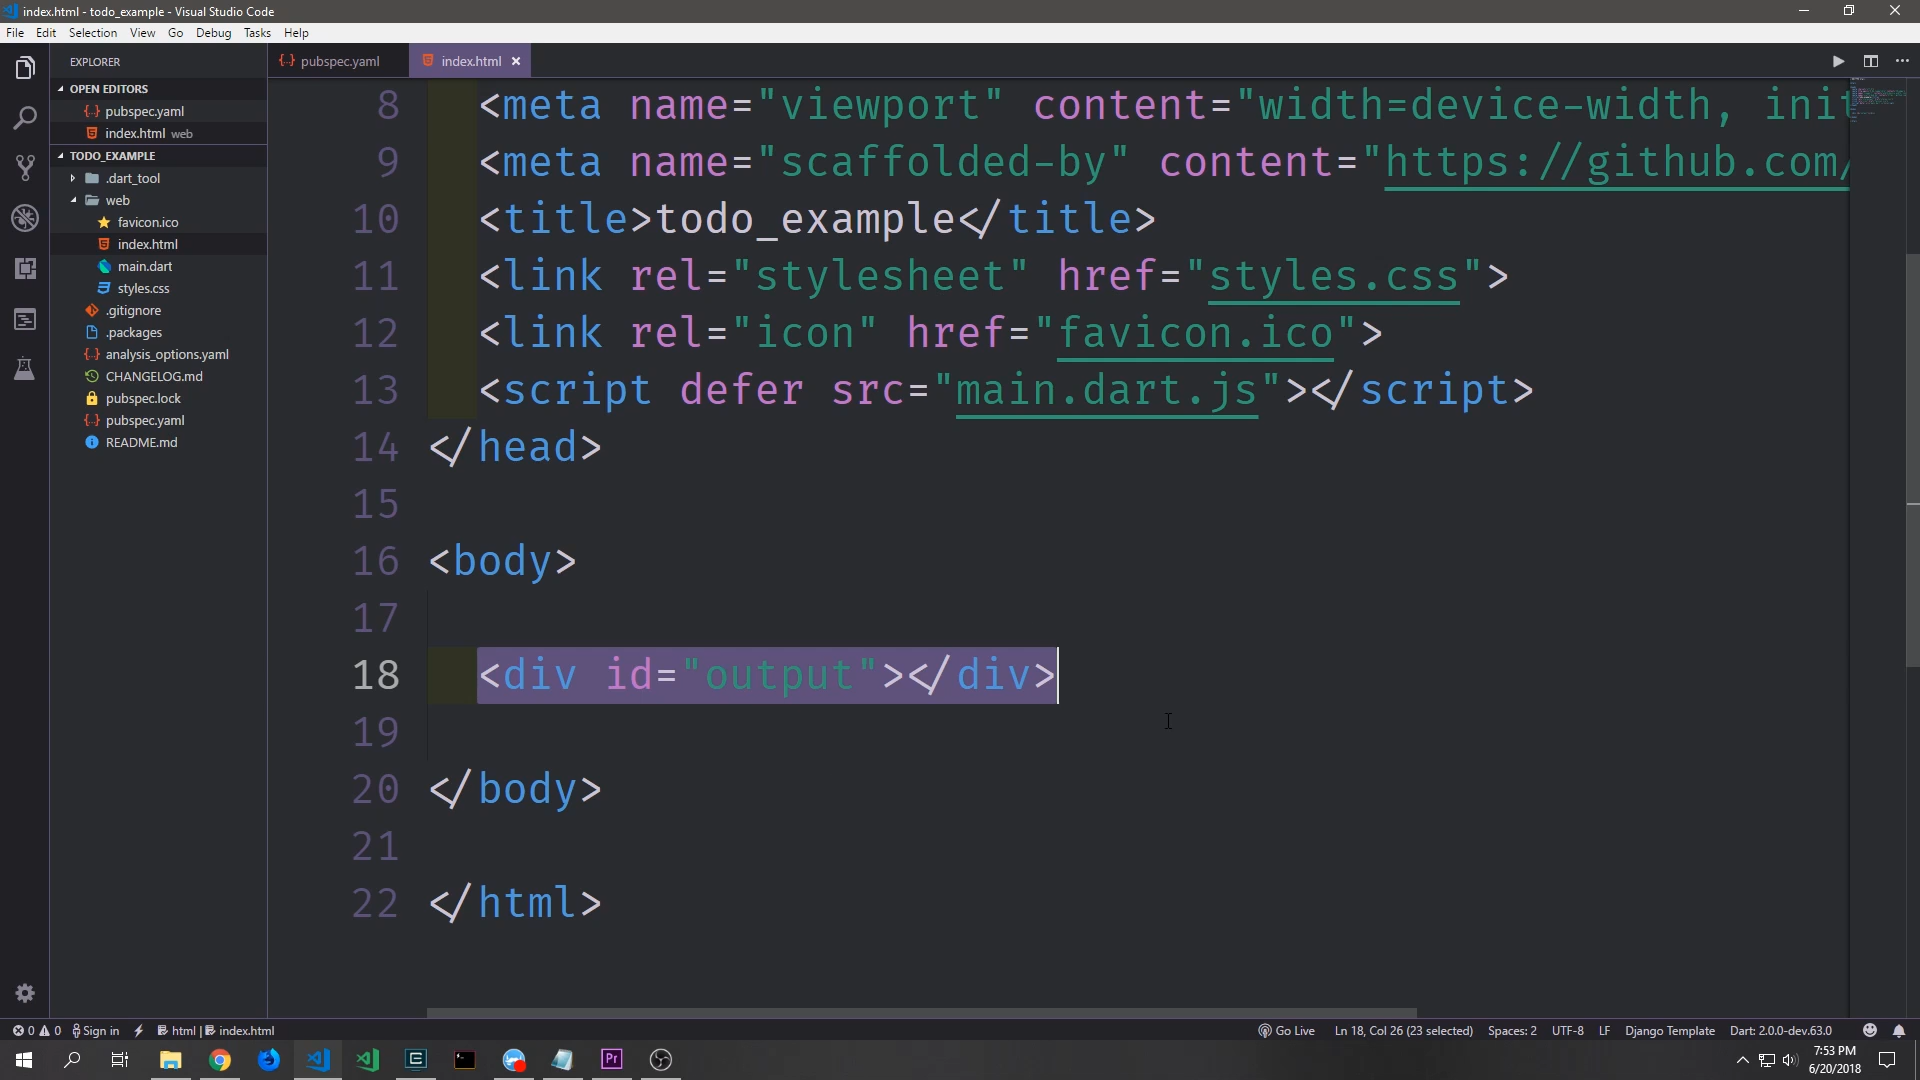 index.html - todo_example - Visual Studio Code
File Edit Selection View Go Debug Tasks Help
EXPLORER
OPEN EDITORS
pubspec.yaml
index.html web
TODO_EXAMPLE
.dart_tool
web
favicon.ico
index.html
main.dart
styles.css
.gitignore
.packages
analysis_options.yaml
CHANGELOG.md
pubspec.lock
pubspec.yaml
README.md
pubspec.yaml index.html
8 <meta name="viewport" content="width=device-width, init
9 <meta name="scaffolded-by" content="https://github.com/
10 <title>todo_example</title>
11 <link rel="stylesheet" href="styles.css">
12 <link rel="icon" href="favicon.ico">
13 <script defer src="main.dart.js"></script>
14 </head>
15
16 <body>
17
18 <div id="output"></div>
19
20 </body>
21
22 </html>
0 0 Sign in html | index.html Go Live Ln 18, Col 26 (23 selected) Spaces: 2 UTF-8 LF Django Template Dart: 2.0.0-dev.63.0
Pr
7:53 PM
6/20/2018